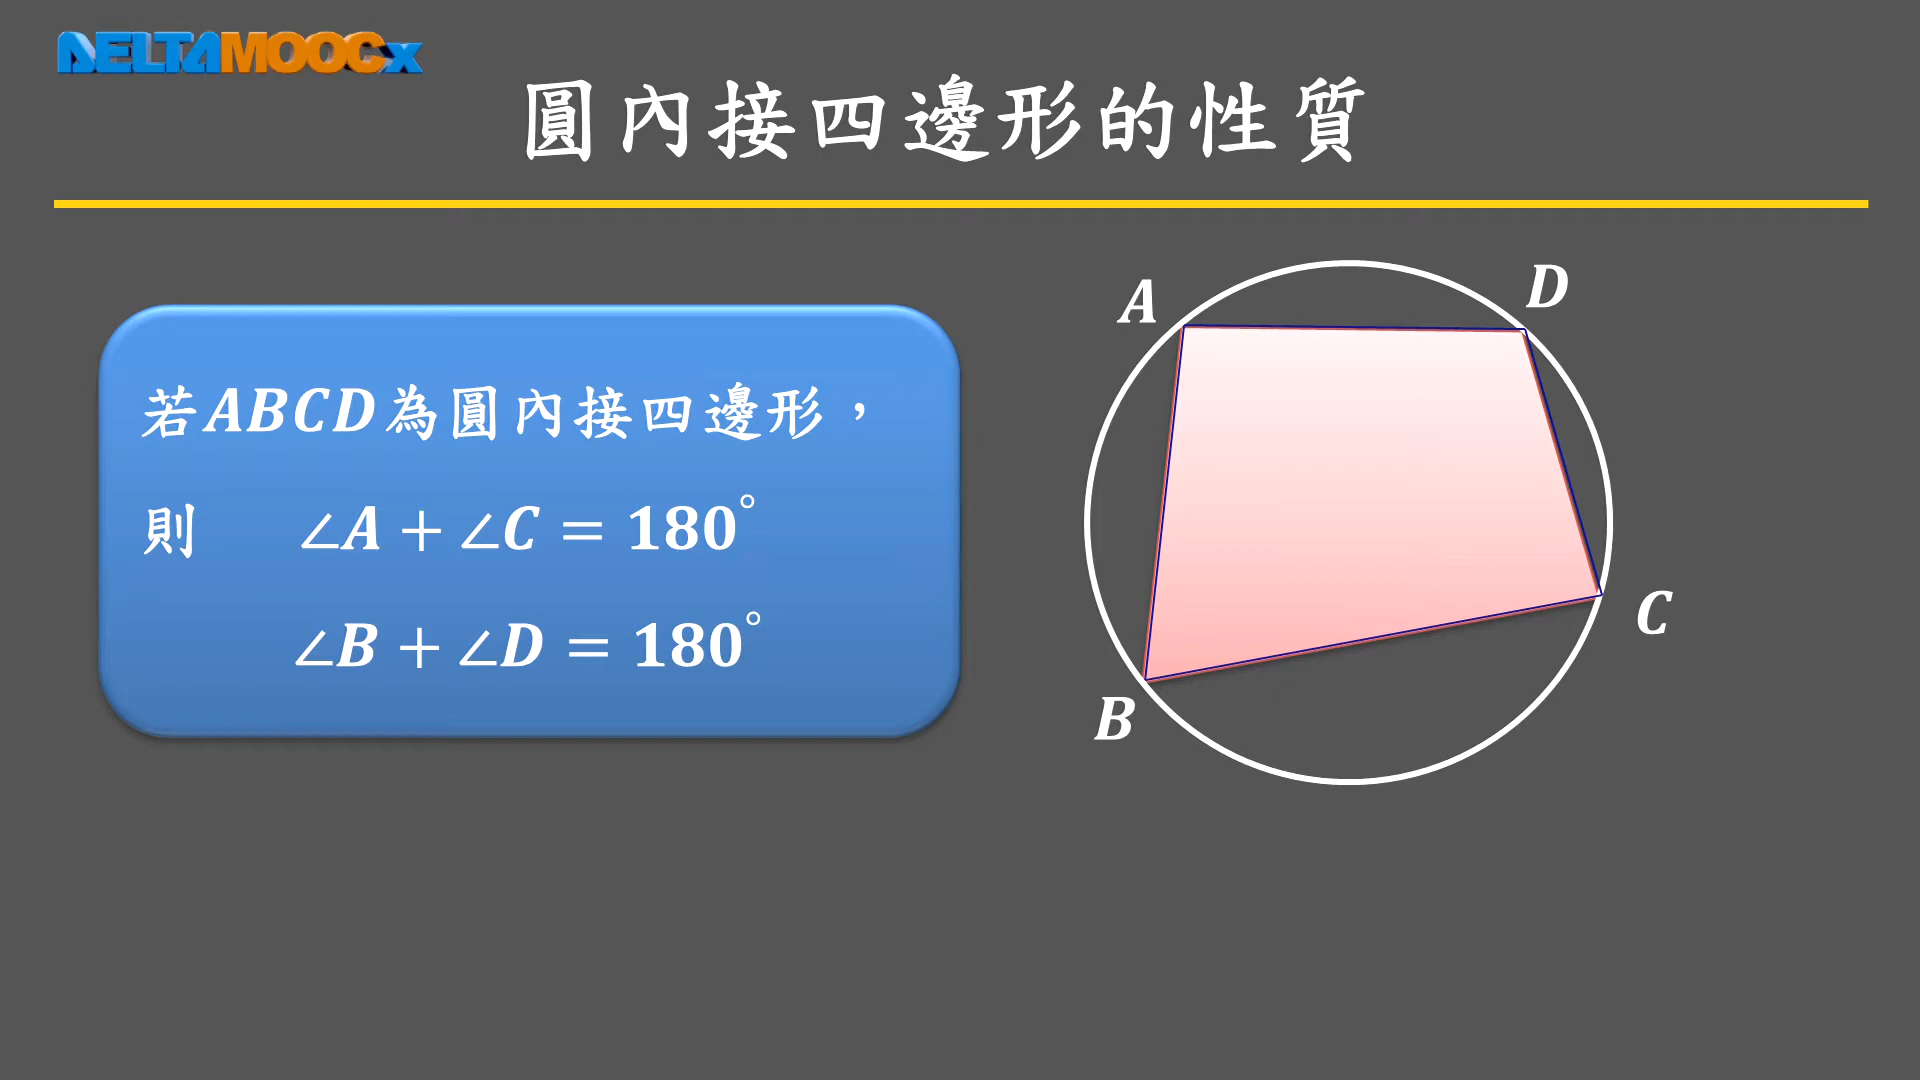 DELTAMOOCx
圓內接四邊形的性質
若ABCD為圓內接四邊形，
則 ∠A + ∠C = 180°
∠B + ∠D = 180°
A
D
C
B